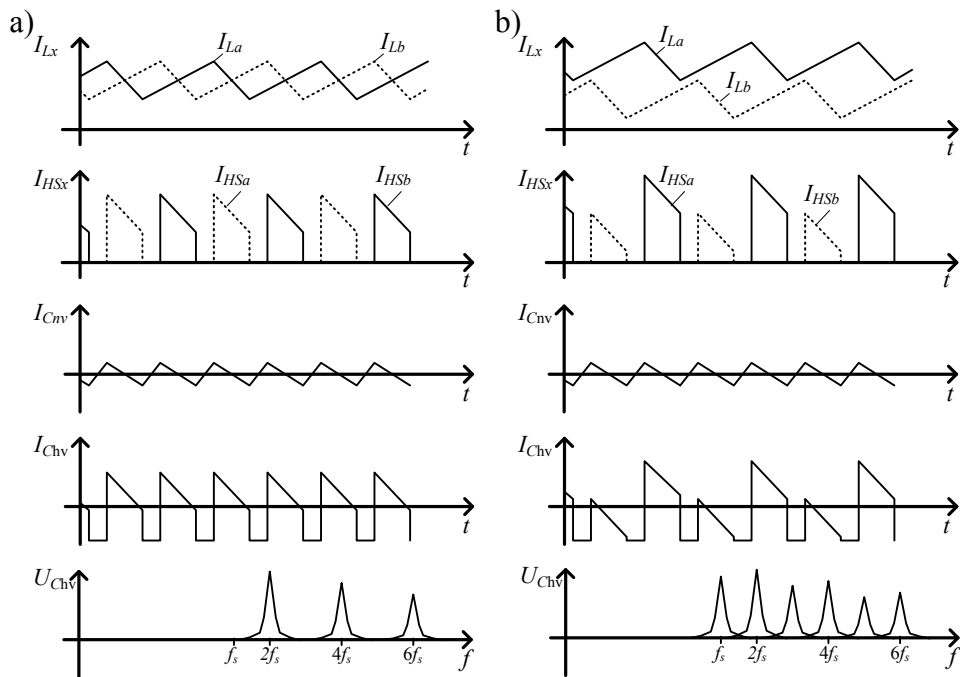 a)
I_Lx
I_La
I_Lb
t
I_HSx
I_HSa
I_HSb
t
I_Cnv
t
I_Chv
t
U_Chv
f_s
2f_s
4f_s
6f_s
f
b)
I_Lx
I_La
I_Lb
t
I_HSx
I_HSa
I_HSb
t
I_Cnv
t
I_Chv
t
U_Chv
f_s
2f_s
4f_s
6f_s
f